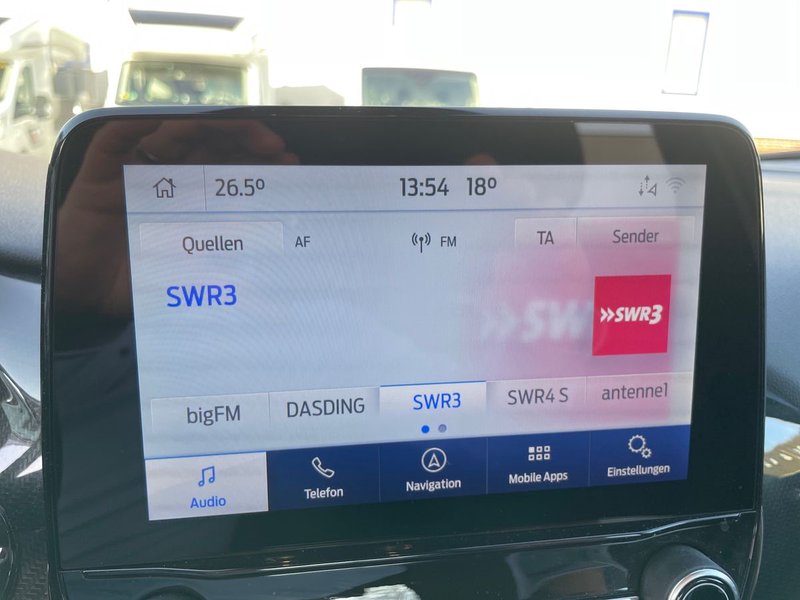 26.5° 13:54 18°
Quellen AF FM TA Sender
SWR3
SWR3
bigFM DASDING SWR3 SWR4 S antenne1
Audio Telefon Navigation Mobile Apps Einstellungen